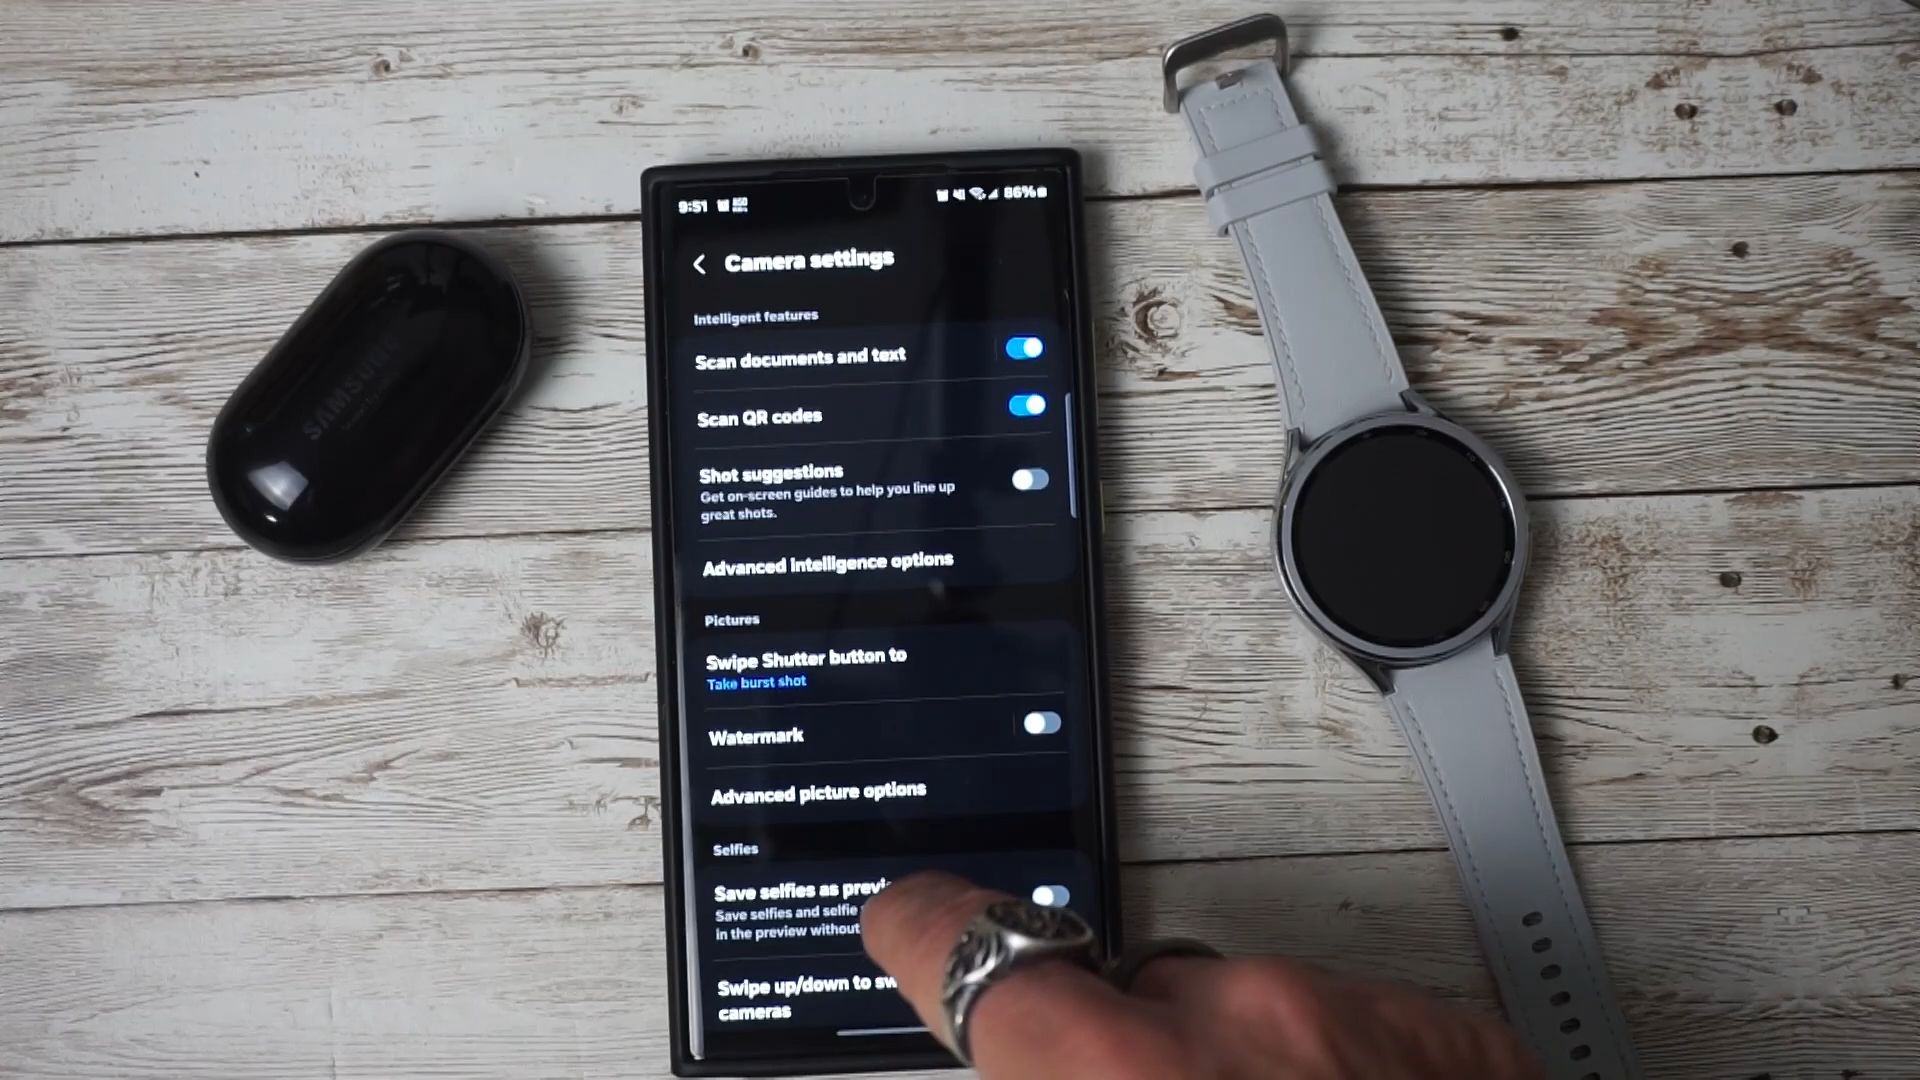 SAMSUNG
9:51
86%
Camera settings
Intelligent features
Scan documents and text
Scan QR codes
Shot suggestions
Get on-screen guides to help you line up
great shots.
Advanced intelligence options
Pictures
Swipe Shutter button to
Take burst shot
Watermark
Advanced picture options
Selfies
Save selfies as previ
Save selfies and selfie
in the preview without
Swipe up/down to sw
cameras